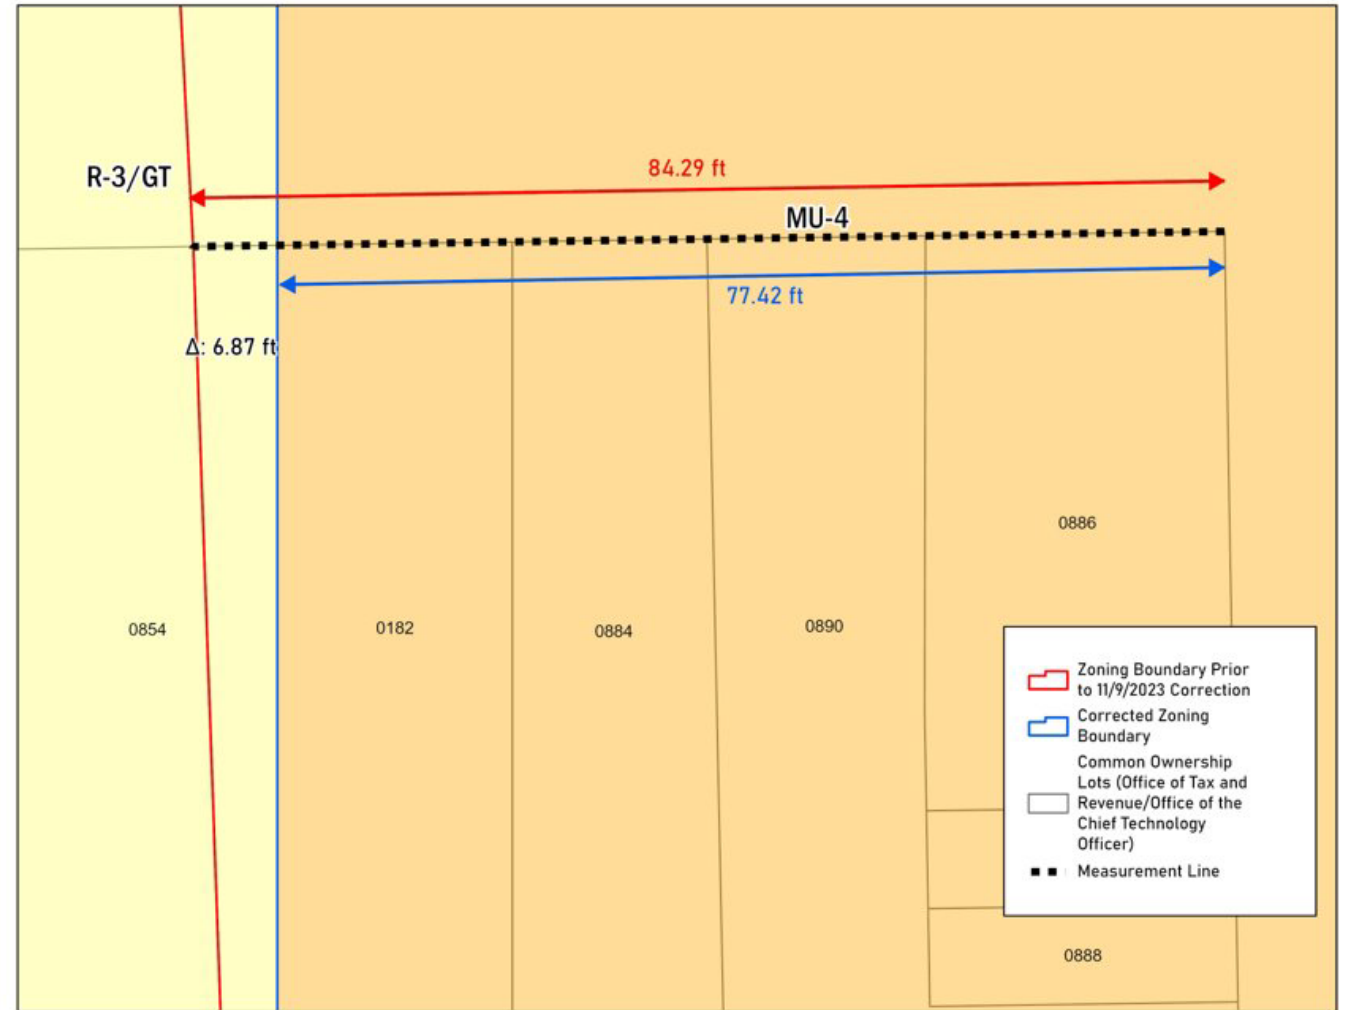 84.29 ft
R-3/GT
MU-4
77.42 ft
Δ: 6.87 ft
0886
0854
0182
0884
0890
Zoning Boundary Prior
to 11/9/2023 Correction
Corrected Zoning
Boundary
Common Ownership
Lots (Office of Tax and
Revenue/Office of the
Chief Technology
Officer)
Measurement Line
0888